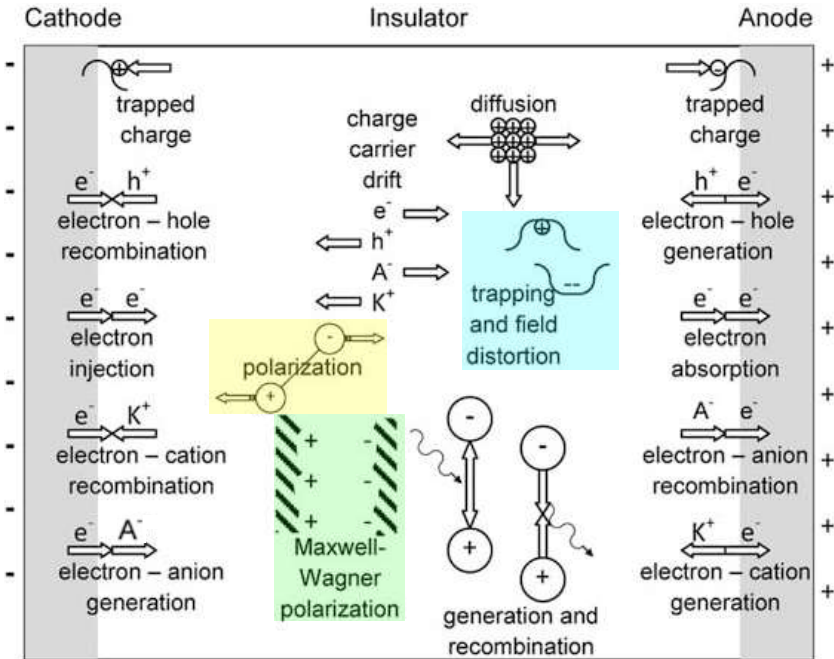 Cathode
Insulator
Anode
trapped
charge
e⁻ h⁺
electron – hole
recombination
e⁻ e⁻
electron
injection
e⁻ K⁺
electron – cation
recombination
e⁻ A⁻
electron – anion
generation
charge
carrier
drift
e⁻
h⁺
A⁻
K⁺
diffusion
trapping
and field
distortion
polarization
Maxwell-
Wagner
polarization
generation and
recombination
trapped
charge
h⁺ e⁻
electron – hole
generation
e⁻ e⁻
electron
absorption
A⁻ e⁻
electron – anion
recombination
K⁺ e⁻
electron – cation
generation